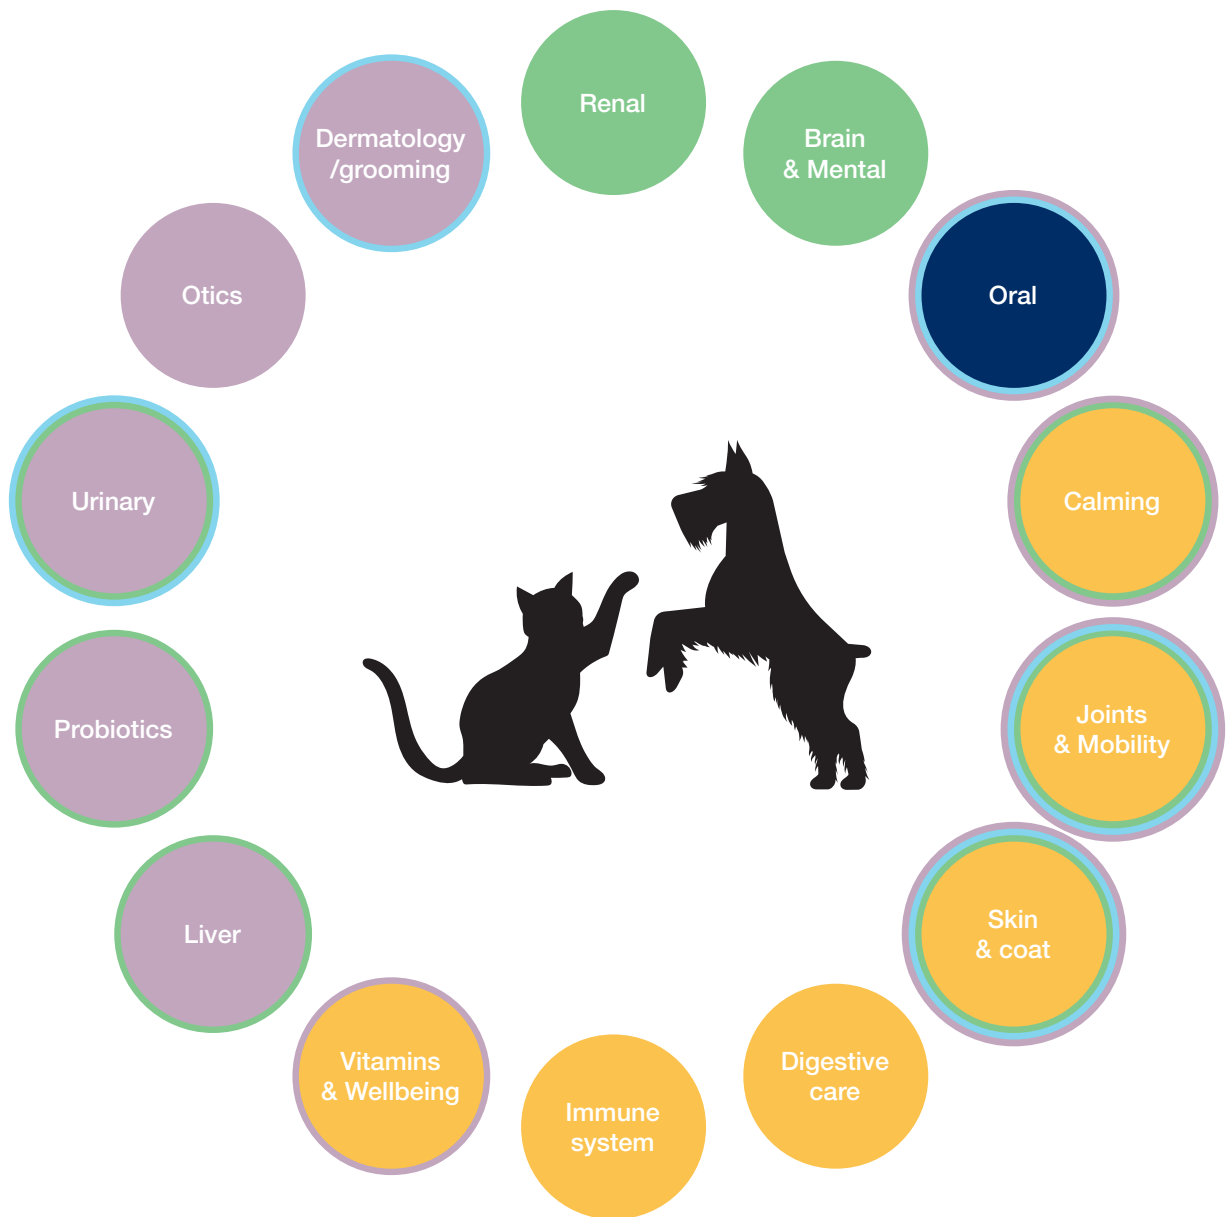 Renal
Brain
& Mental
Oral
Calming
Joints
& Mobility
Skin
& coat
Digestive
care
Immune
system
Vitamins
& Wellbeing
Liver
Probiotics
Urinary
Otics
Dermatology
/grooming